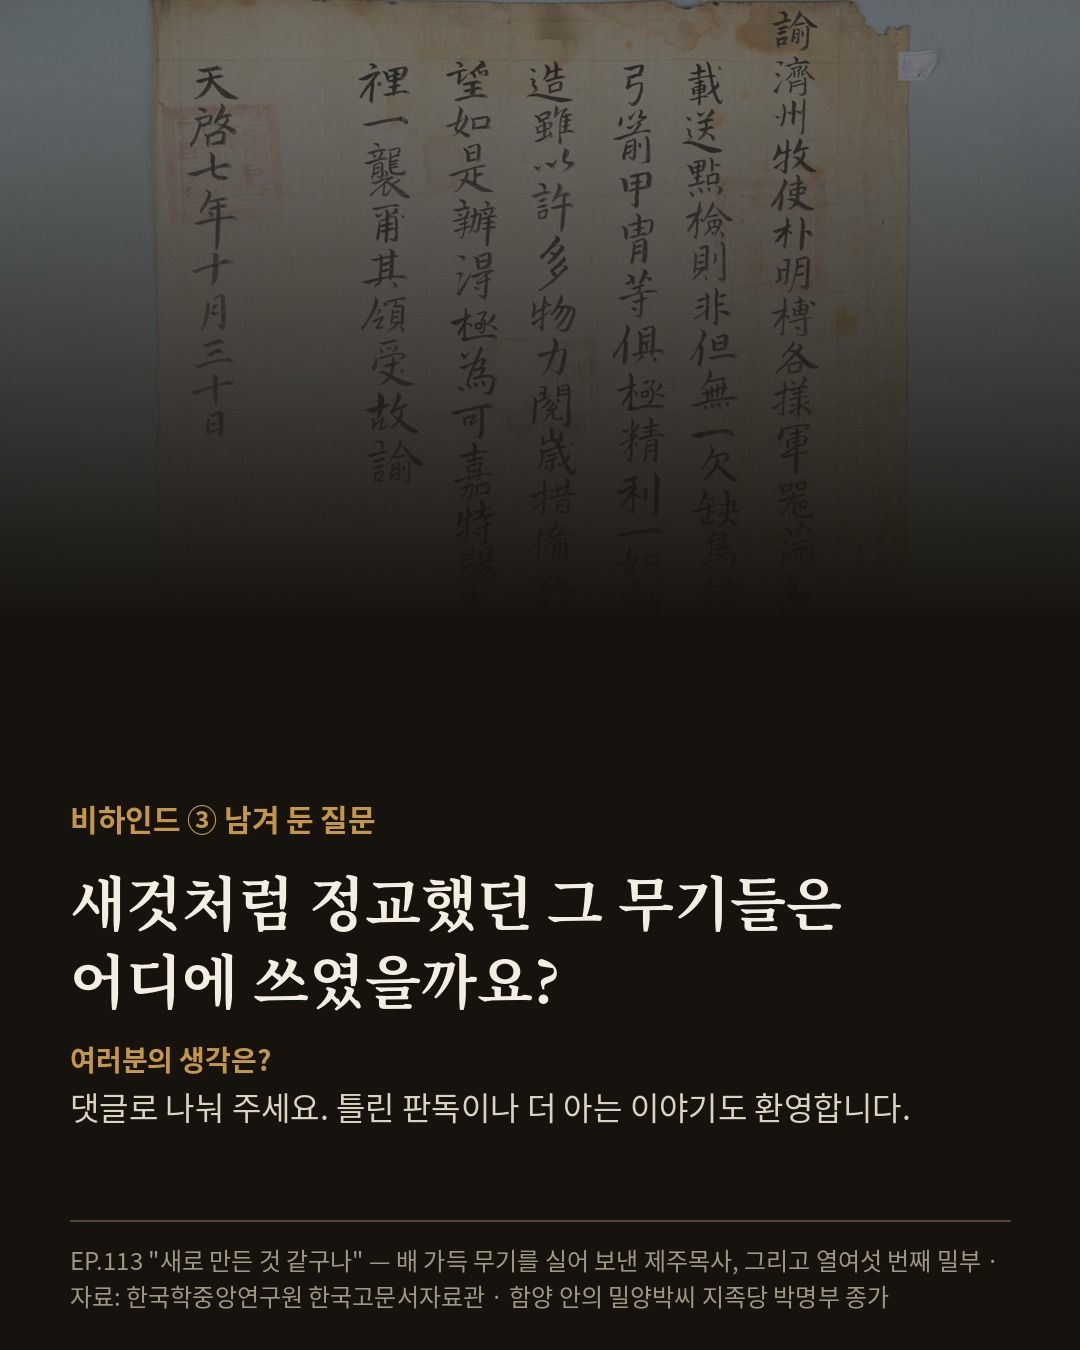 諭濟州牧使朴明榑各樣軍器滿
載送點檢則非但無一欠缺鳥
弓箭甲冑等俱極精利一如
造雖以許多物力閱歲措備
望如是辦得極為可嘉特賜
裡一襲爾其領受故諭
天啓七年十月三十日
비하인드 ③ 남겨 둔 질문
새것처럼 정교했던 그 무기들은
어디에 쓰였을까요?
여러분의 생각은?
댓글로 나눠 주세요. 틀린 판독이나 더 아는 이야기도 환영합니다.
EP.113 "새로 만든 것 같구나" — 배 가득 무기를 실어 보낸 제주목사, 그리고 열여섯 번째 밀부 ·
자료: 한국학중앙연구원 한국고문서자료관 · 함양 안의 밀양박씨 지족당 박명부 종가